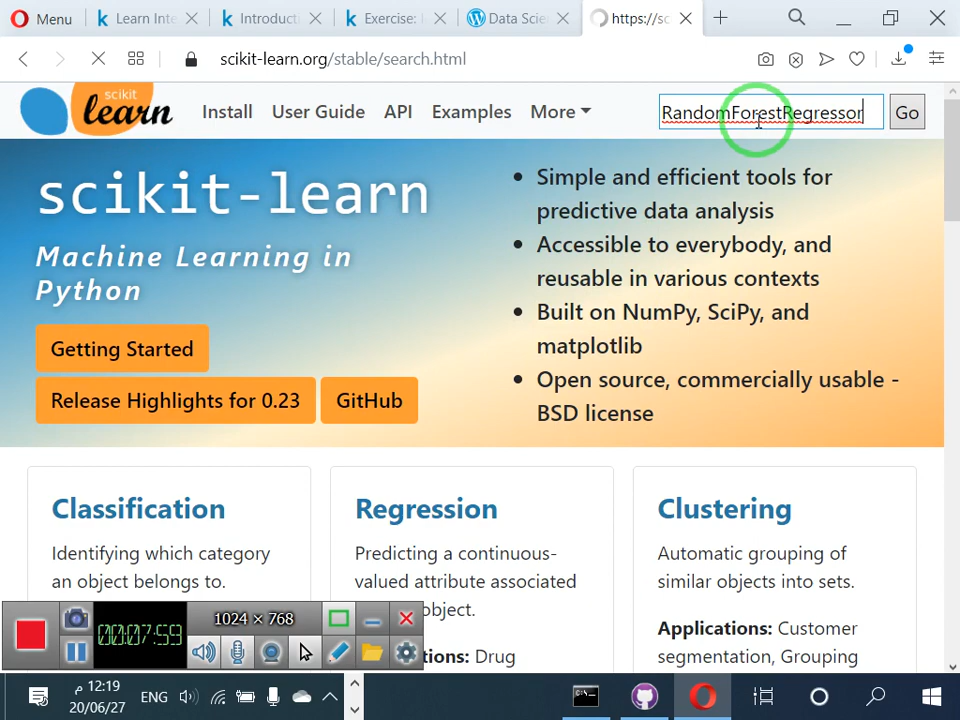 Menu
Learn Inte
Introduct
Exercise:
Data Scie
https://sc
scikit-learn.org/stable/search.html
scikit
learn
Install
User Guide
API
Examples
More
RandomForestRegressor
Go
scikit-learn
Machine Learning in
Python
Getting Started
Release Highlights for 0.23
GitHub
Simple and efficient tools for
predictive data analysis
Accessible to everybody, and
reusable in various contexts
Built on NumPy, SciPy, and
matplotlib
Open source, commercially usable -
BSD license
Classification
Identifying which category
an object belongs to.
Regression
Predicting a continuous-
valued attribute associated
object.
tions: Drug
Clustering
Automatic grouping of
similar objects into sets.
Applications: Customer
segmentation, Grouping
00:07:59
1024 × 768
12:19 م
20/06/27
ENG